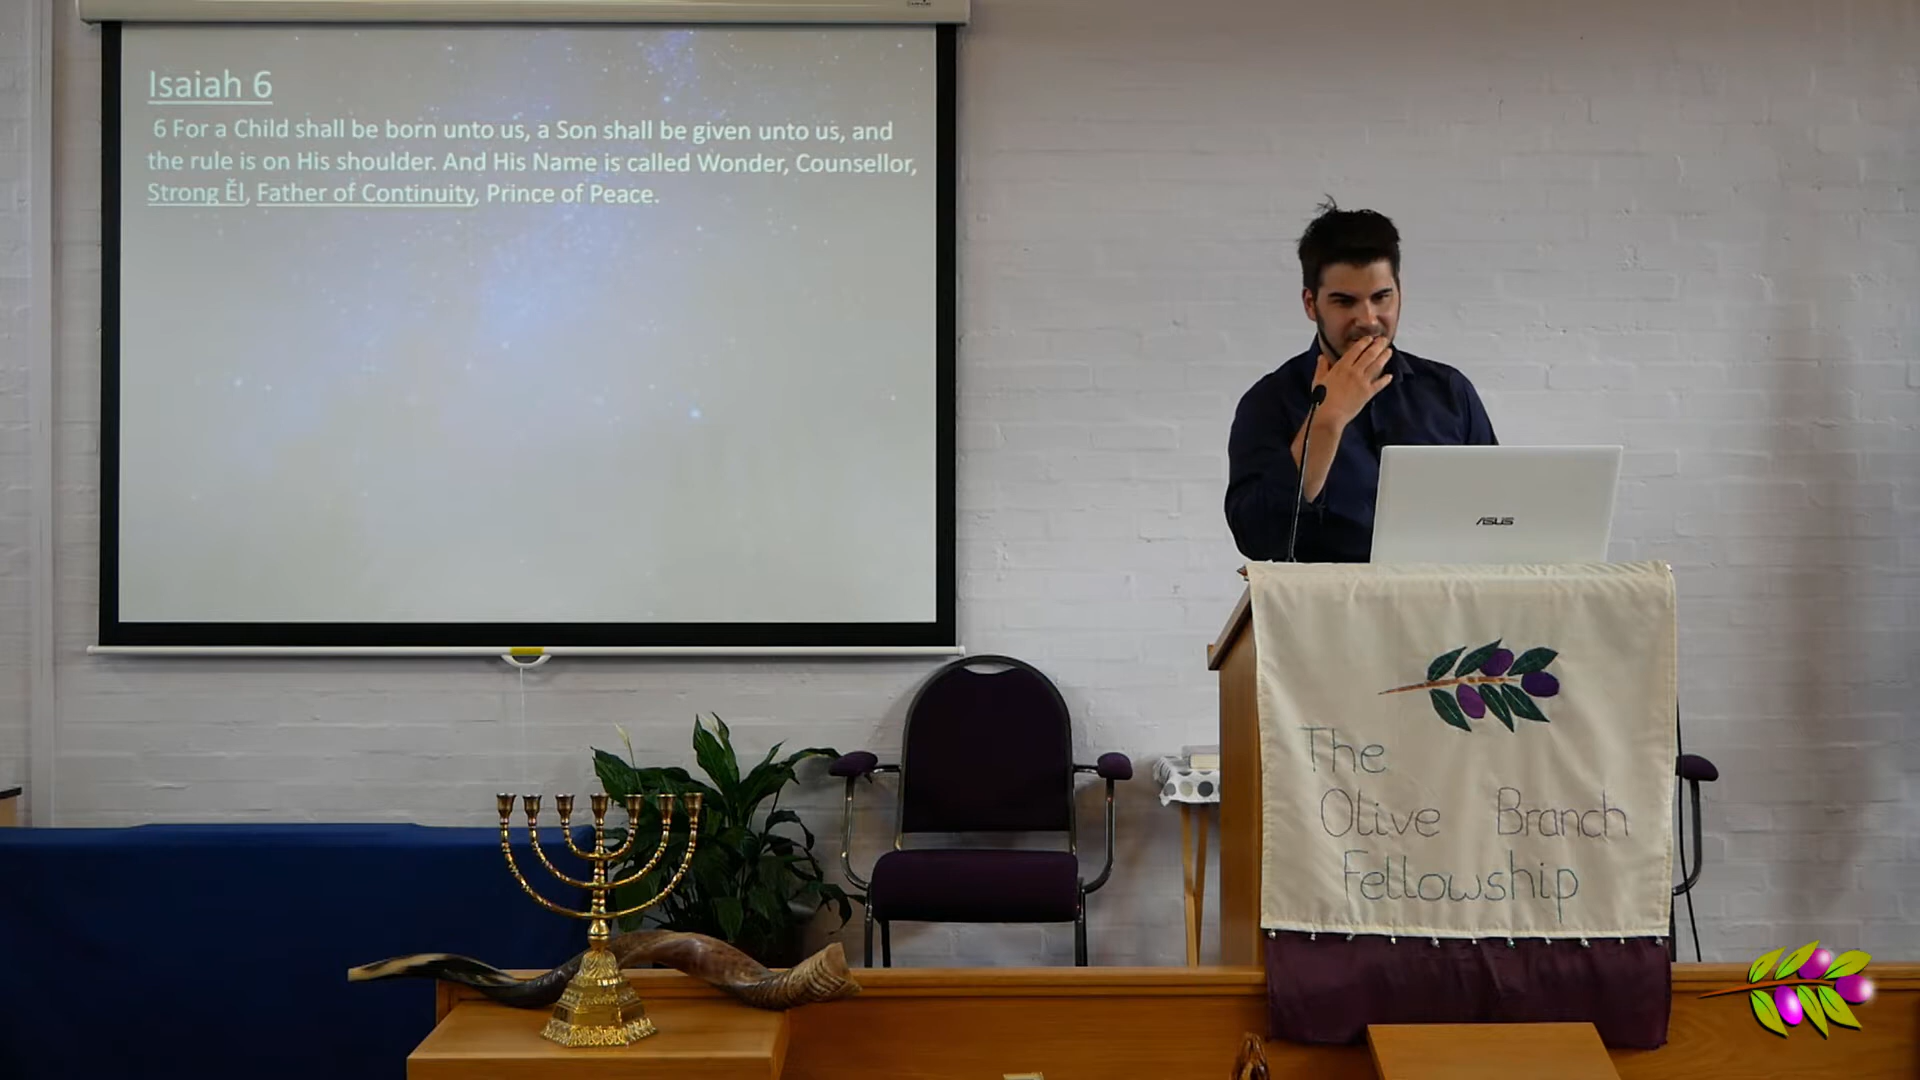 Isaiah 6
6 For a Child shall be born unto us, a Son shall be given unto us, and
the rule is on His shoulder. And His Name is called Wonder, Counsellor,
Strong Ěl, Father of Continuity, Prince of Peace.
ASUS
The
Olive Branch
Fellowship